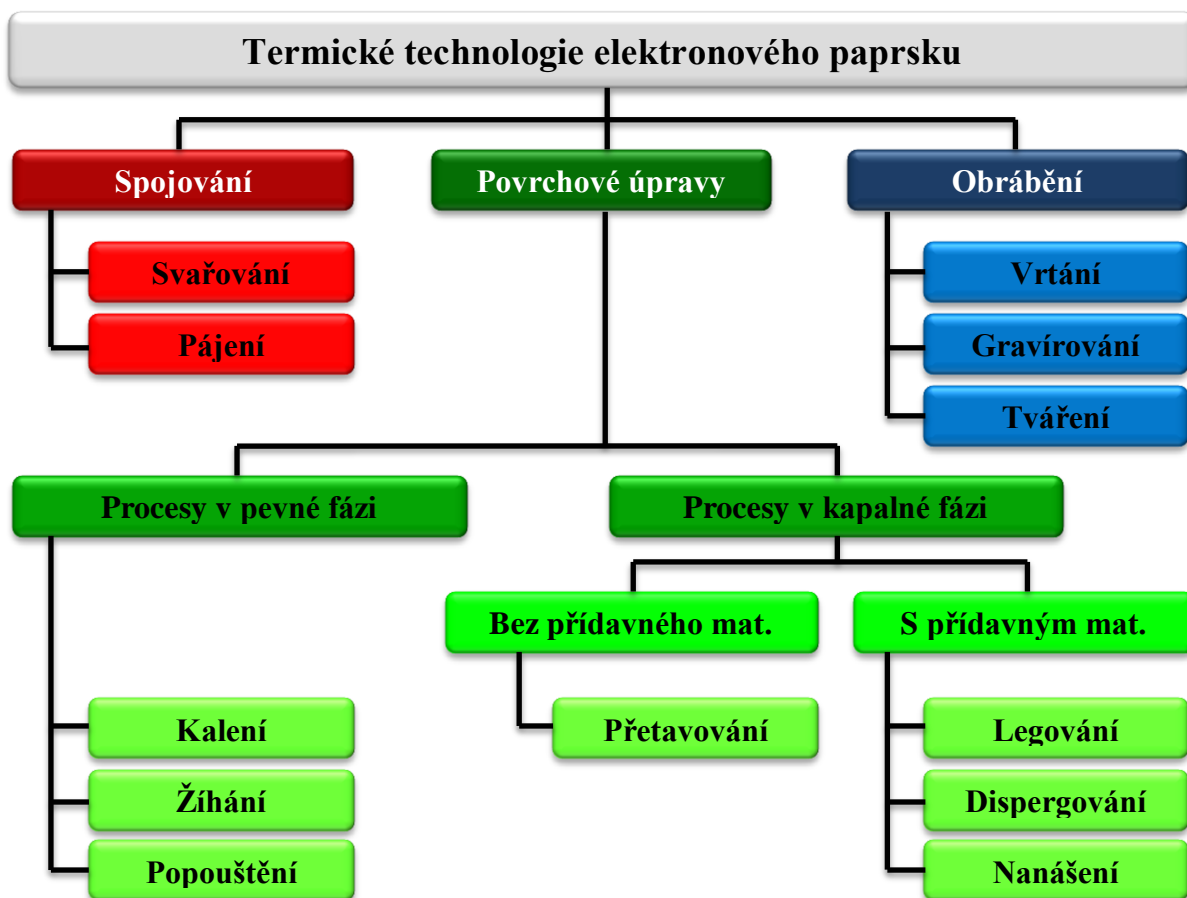 Termické technologie elektronového paprsku
Spojování
Povrchové úpravy
Obrábění
Svařování
Vrtání
Pájení
Gravírování
Tváření
Procesy v pevné fázi
Procesy v kapalné fázi
Bez přídavného mat.
S přídavným mat.
Kalení
Přetavování
Legování
Žíhání
Dispergování
Popouštění
Nanášení